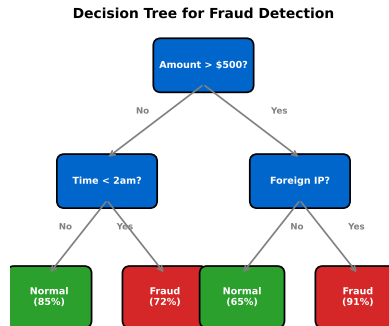 Decision Tree for Fraud Detection
Amount > $500?
No
Yes
Time < 2am?
Foreign IP?
No
Yes
No
Yes
Normal
(85%)
Fraud
(72%)
Normal
(65%)
Fraud
(91%)